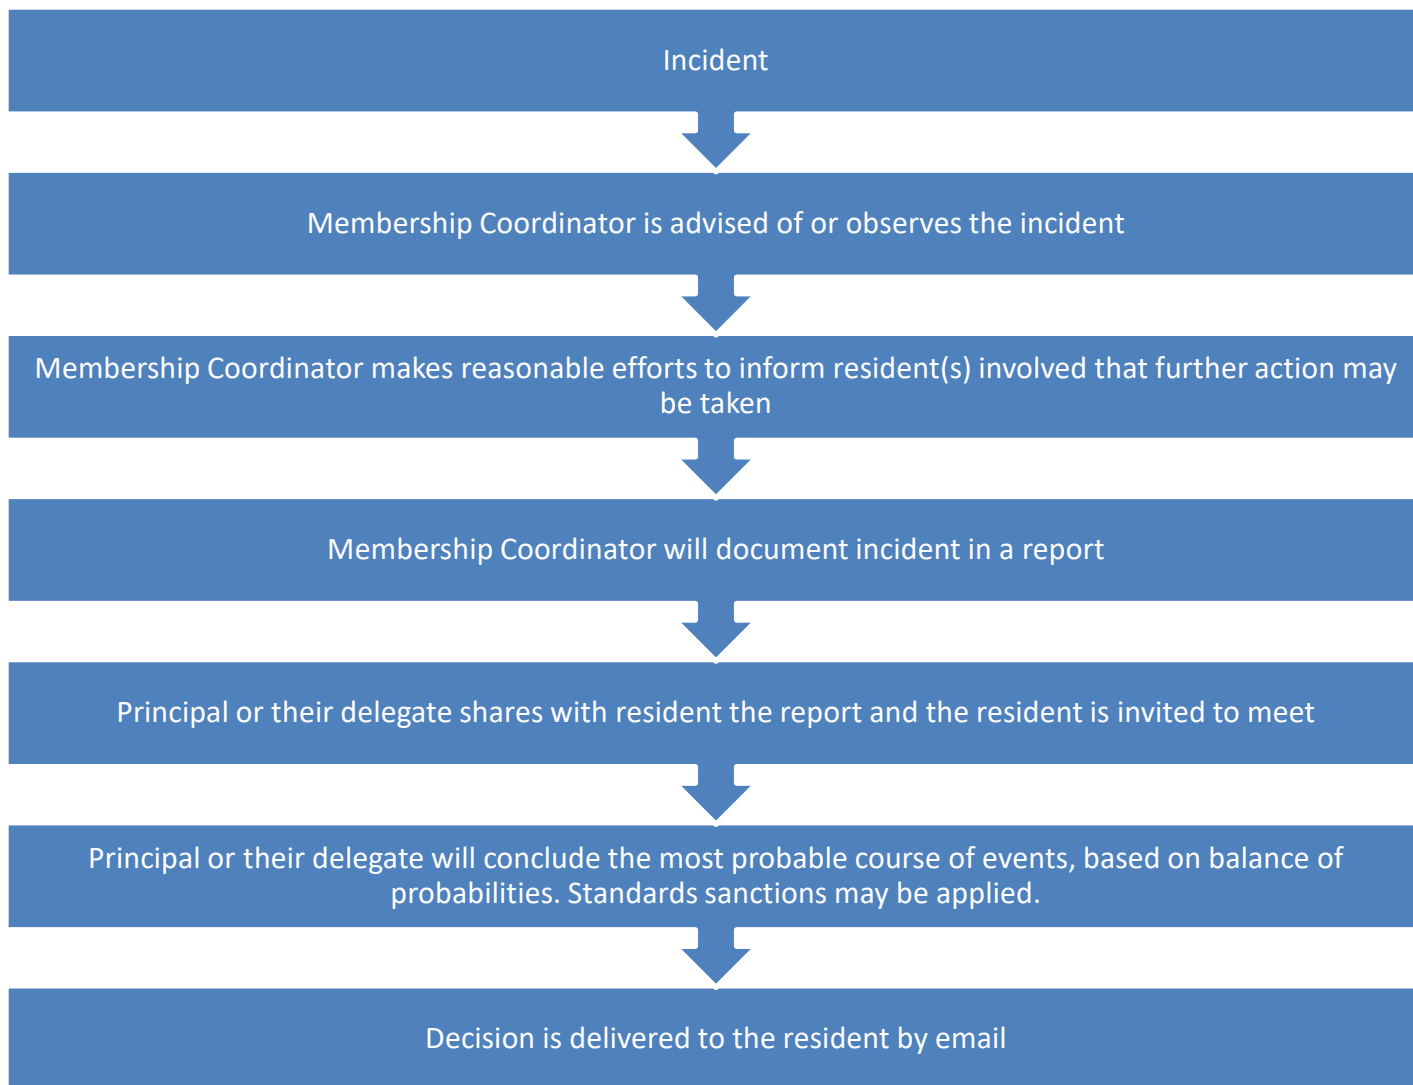 Incident
Membership Coordinator is advised of or observes the incident
Membership Coordinator makes reasonable efforts to inform resident(s) involved that further action may
be taken
Membership Coordinator will document incident in a report
Principal or their delegate shares with resident the report and the resident is invited to meet
Principal or their delegate will conclude the most probable course of events, based on balance of
probabilities. Standards sanctions may be applied.
Decision is delivered to the resident by email